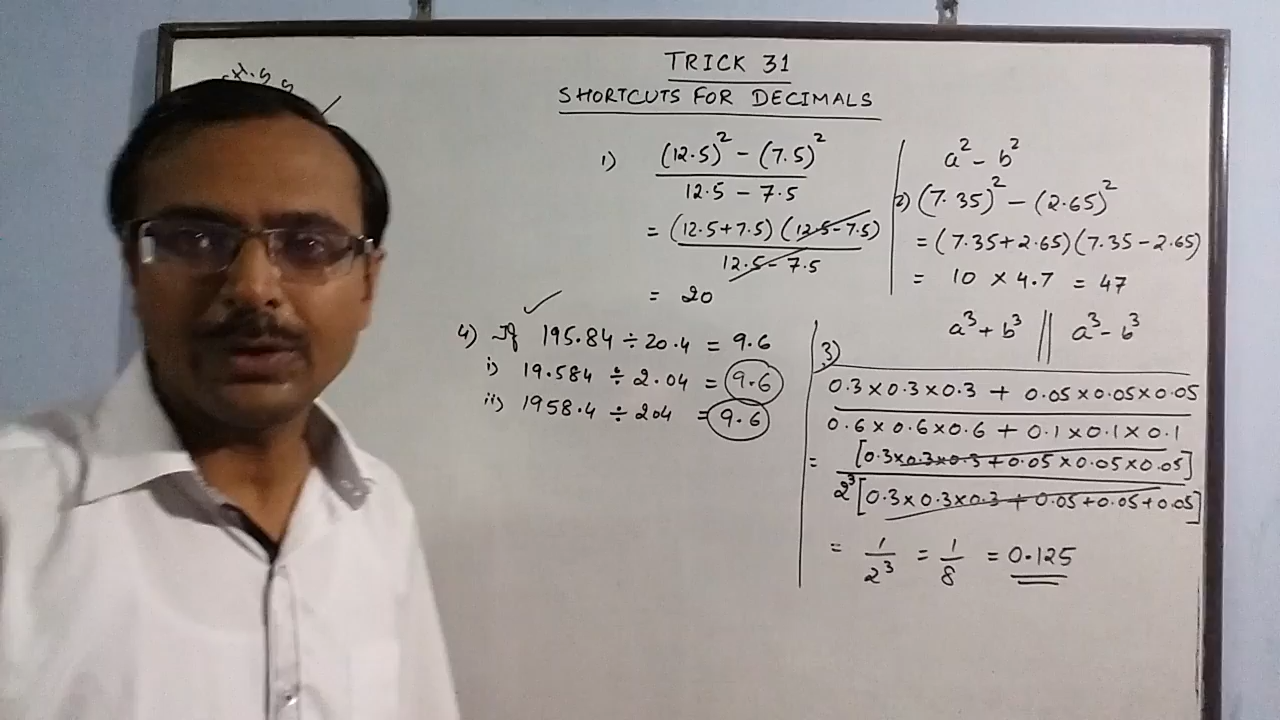 TRICK 31
SHORTCUTS FOR DECIMALS
1) (12.5)² - (7.5)²
12.5 - 7.5
= (12.5+7.5) (12.5-7.5)
12.5 - 7.5
= 20
a² - b²
2) (7.35)² - (2.65)²
= (7.35+2.65)(7.35-2.65)
= 10 × 4.7 = 47
a³ + b³ || a³ - b³
3)
0.3×0.3×0.3 + 0.05×0.05×0.05
0.6×0.6×0.6 + 0.1×0.1×0.1
= [0.3×0.3×0.3 + 0.05×0.05×0.05]
2³[0.3×0.3×0.3 + 0.05+0.05+0.05]
= 1/2³ = 1/8 = 0.125
4) If 195.84 ÷ 20.4 = 9.6
i) 19.584 ÷ 2.04 = 9.6
ii) 1958.4 ÷ 204 = 9.6